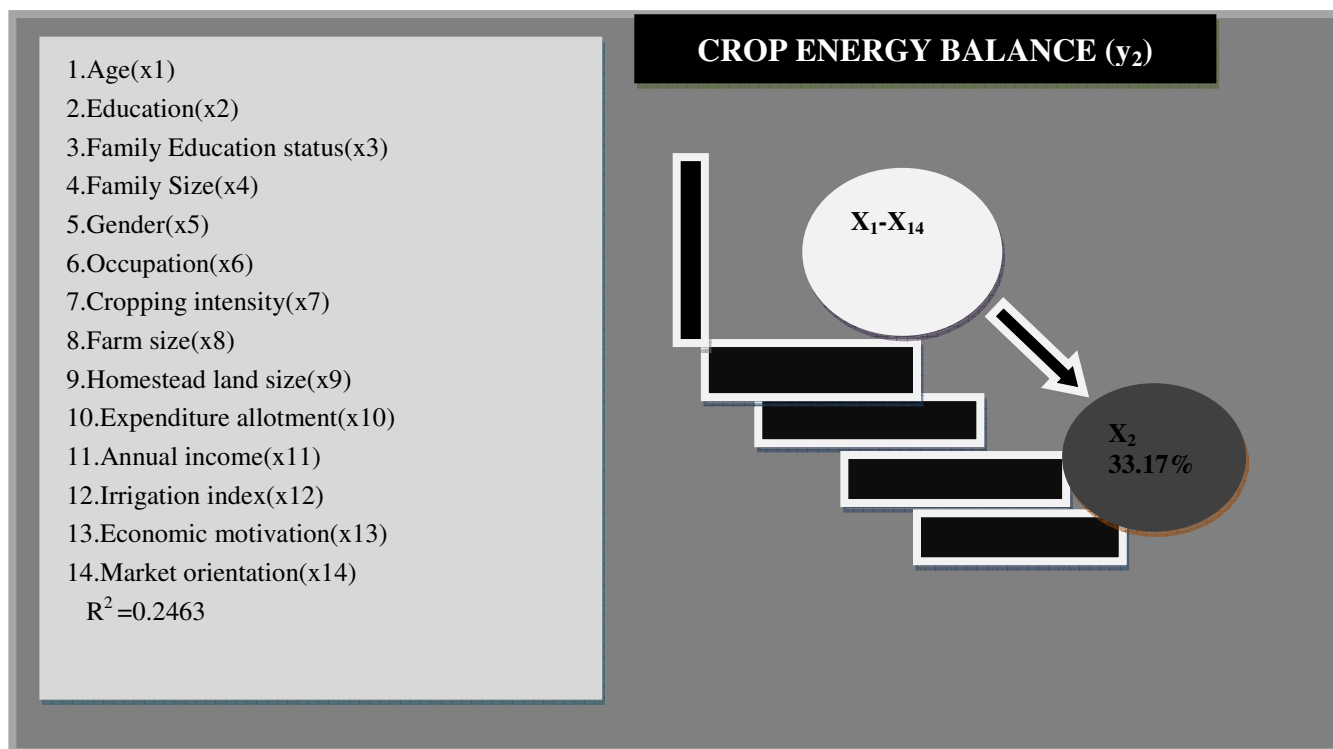 CROP ENERGY BALANCE (y₂)
1.Age(x1)
2.Education(x2)
3.Family Education status(x3)
4.Family Size(x4)
5.Gender(x5)
6.Occupation(x6)
7.Cropping intensity(x7)
8.Farm size(x8)
9.Homestead land size(x9)
10.Expenditure allotment(x10)
11.Annual income(x11)
12.Irrigation index(x12)
13.Economic motivation(x13)
14.Market orientation(x14)
R² =0.2463
X₁-X₁₄
X₂
33.17%